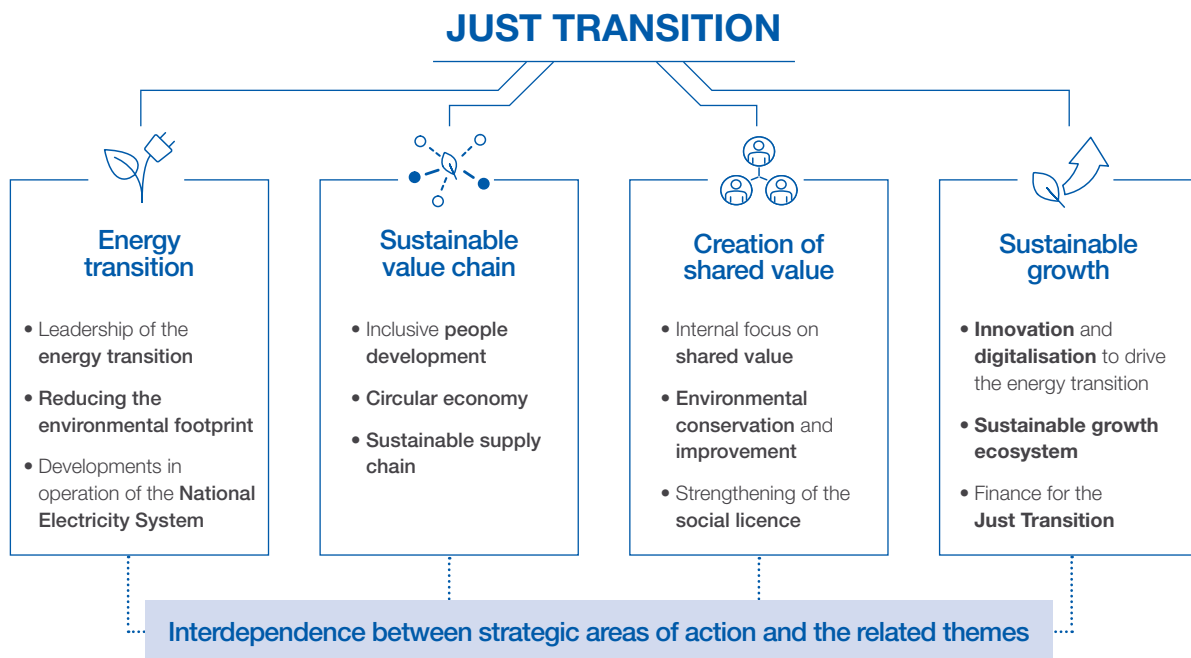 JUST TRANSITION
Energy
transition
• Leadership of the
energy transition
• Reducing the
environmental footprint
• Developments in
operation of the National
Electricity System
Sustainable
value chain
• Inclusive people
development
• Circular economy
• Sustainable supply
chain
Creation of
shared value
• Internal focus on
shared value
• Environmental
conservation and
improvement
• Strengthening of the
social licence
Sustainable
growth
• Innovation and
digitalisation to drive
the energy transition
• Sustainable growth
ecosystem
• Finance for the
Just Transition
Interdependence between strategic areas of action and the related themes